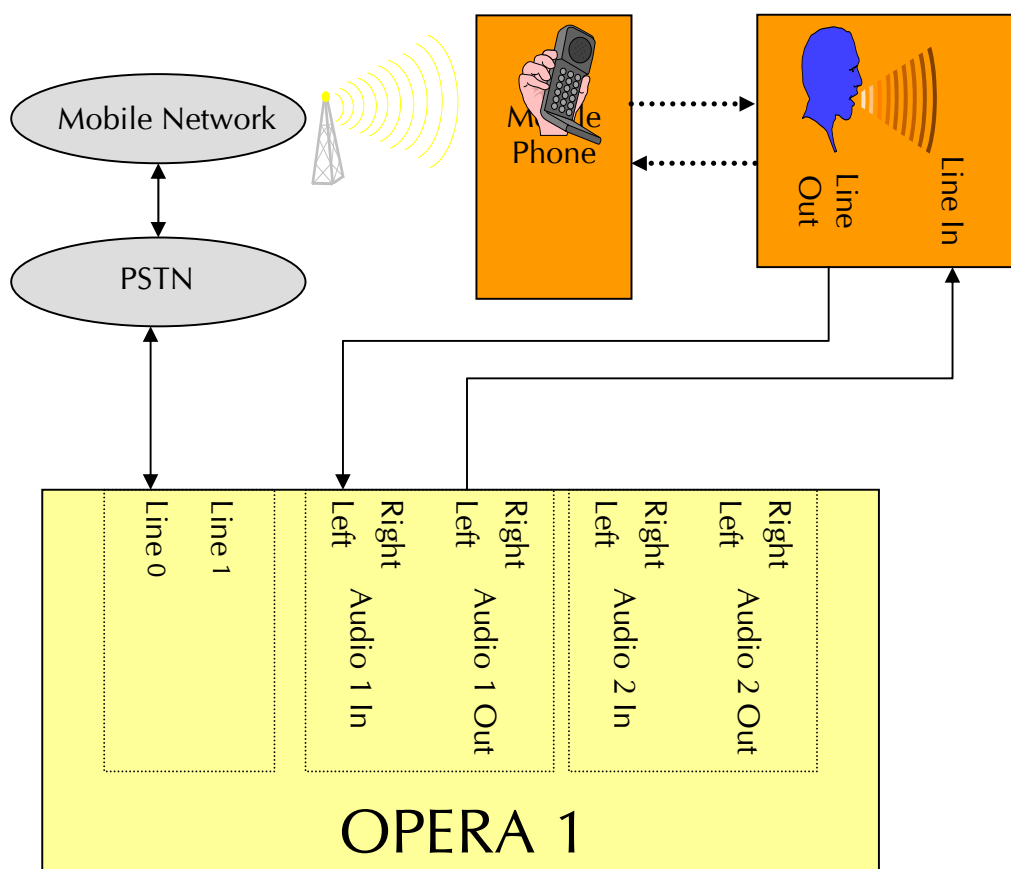 Mobile Network
Mobile
Phone
Line
Out
Line In
PSTN
Line 0
Line 1
Left
Right
Audio 1 In
Left
Right
Audio 1 Out
Left
Right
Audio 2 In
Left
Right
Audio 2 Out
OPERA 1